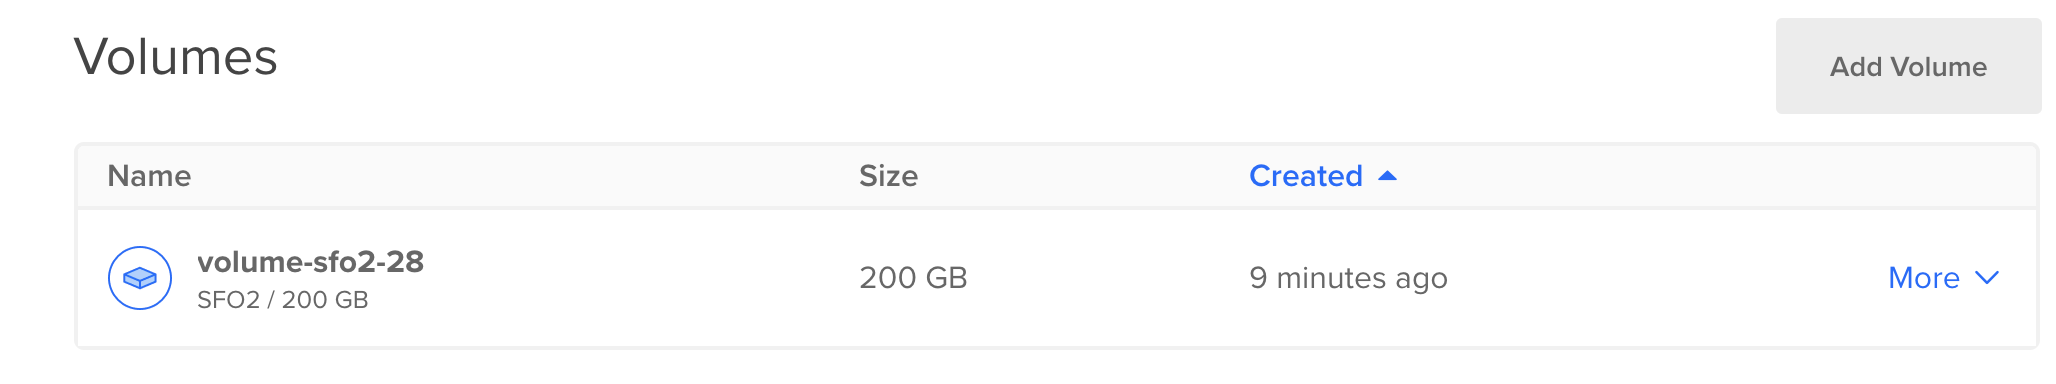 Volumes
Add Volume
Name Size Created
volume-sfo2-28
SFO2 / 200 GB
200 GB
9 minutes ago
More